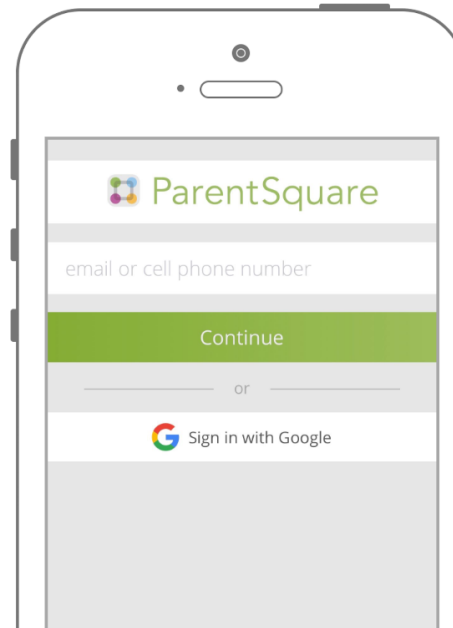 ParentSquare
email or cell phone number
Continue
or
Sign in with Google